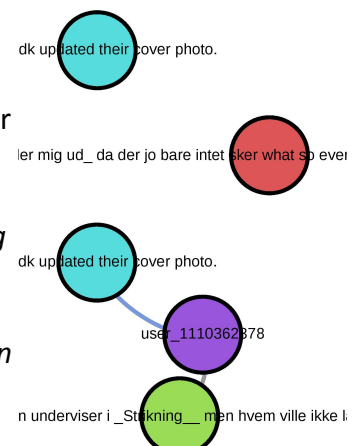 dk updated their cover photo.
r
ler mig ud_ da der jo bare intet sker what so ever
g
dk updated their cover photo.
user_1110362378
n
n underviser i _Strikning__ men hvem ville ikke l